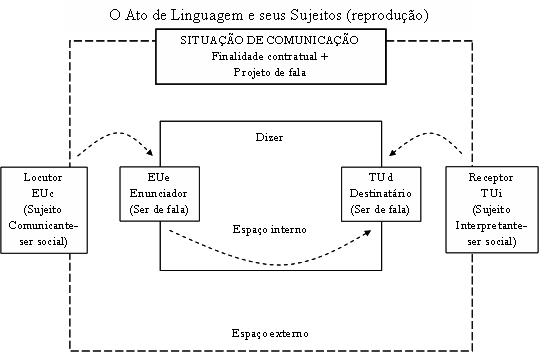 O Ato de Linguagem e seus Sujeitos (reprodução)
SITUAÇÃO DE COMUNICAÇÃO
Finalidade contratual +
Projeto de fala
Dizer
Locutor
EUc
(Sujeito
Comunicante-
ser social)
EUe
Enunciador
(Ser de fala)
TUd
Destinatário
(Ser de fala)
Receptor
TUi
(Sujeito
Interpretante-
ser social)
Espaço interno
Espaço externo